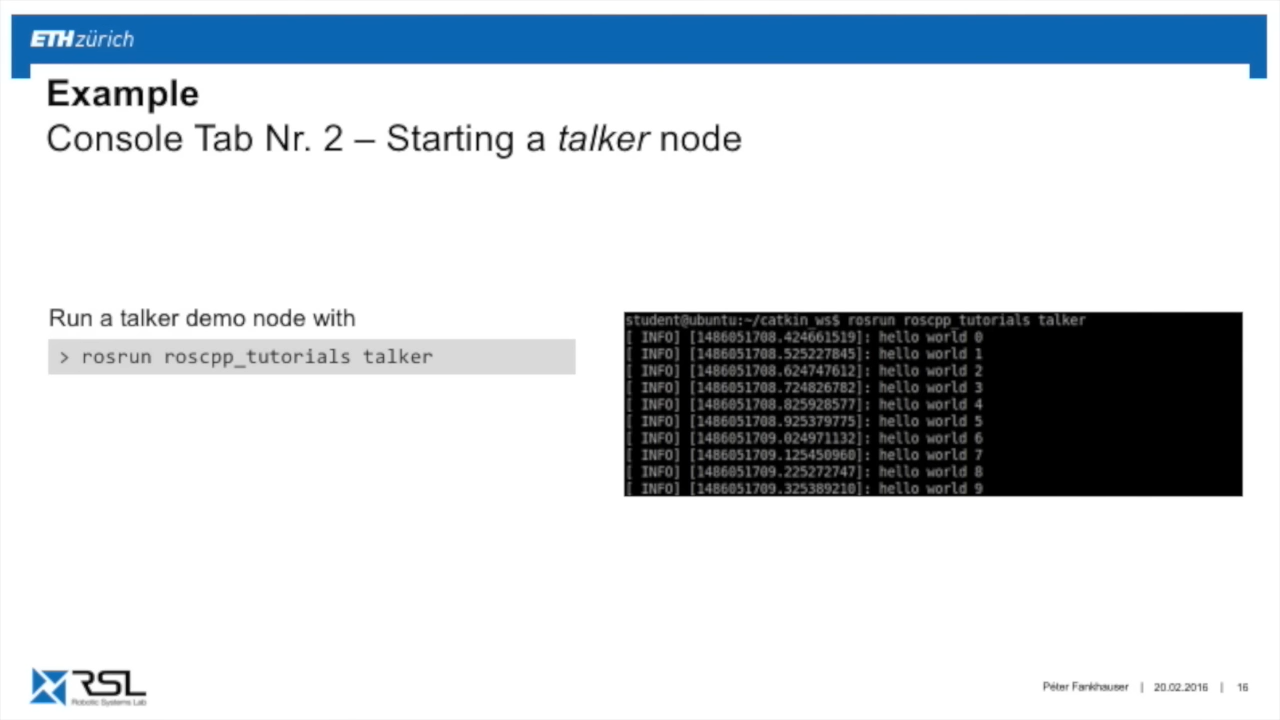 ETH zürich
Example
Console Tab Nr. 2 – Starting a talker node
Run a talker demo node with
> rosrun roscpp_tutorials talker
student@ubuntu:~/catkin_ws$ rosrun roscpp_tutorials talker
[ INFO] [1486051708.424661519]: hello world 0
[ INFO] [1486051708.525227845]: hello world 1
[ INFO] [1486051708.624747612]: hello world 2
[ INFO] [1486051708.724826782]: hello world 3
[ INFO] [1486051708.825928577]: hello world 4
[ INFO] [1486051708.925379775]: hello world 5
[ INFO] [1486051709.024971132]: hello world 6
[ INFO] [1486051709.125450960]: hello world 7
[ INFO] [1486051709.225272747]: hello world 8
[ INFO] [1486051709.325389210]: hello world 9
RSL
Robotic Systems Lab
Péter Fankhauser | 20.02.2016 | 16